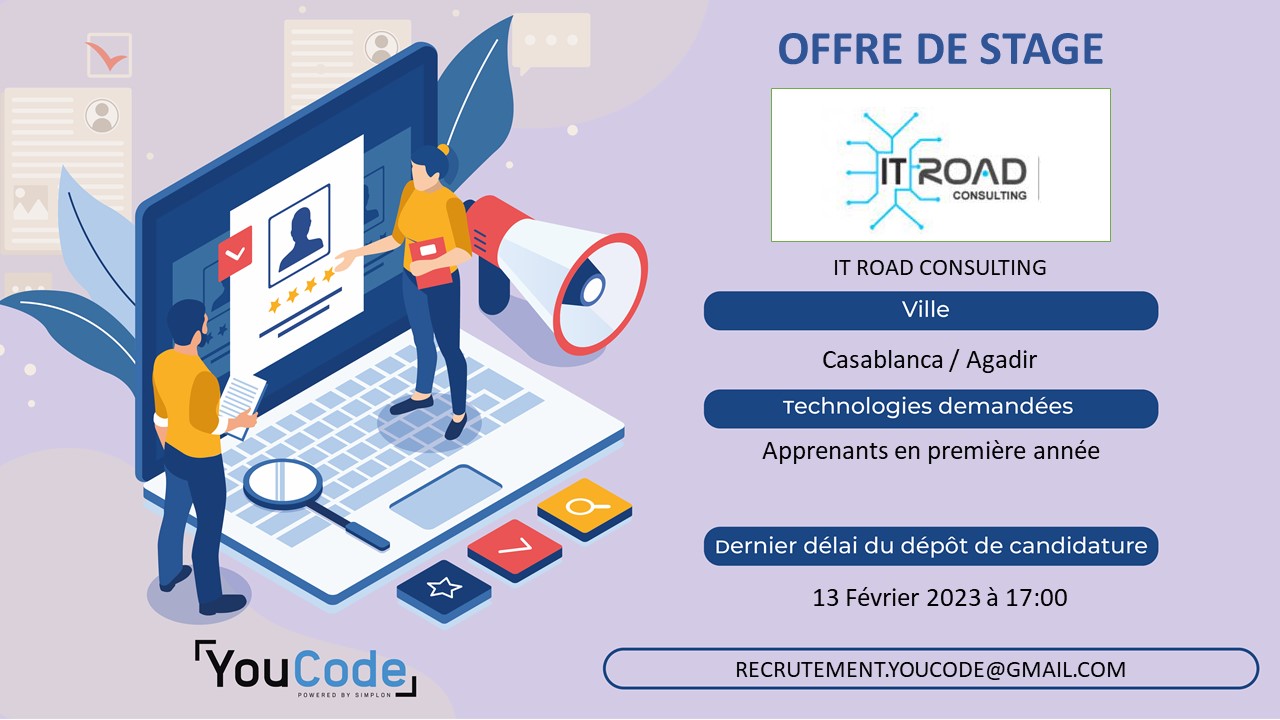 OFFRE DE STAGE
IT ROAD
CONSULTING
IT ROAD CONSULTING
Ville
Casablanca / Agadir
Technologies demandées
Apprenants en première année
Dernier délai du dépôt de candidature
13 Février 2023 à 17:00
YouCode
POWERED BY SIMPLON
RECRUTEMENT.YOUCODE@GMAIL.COM